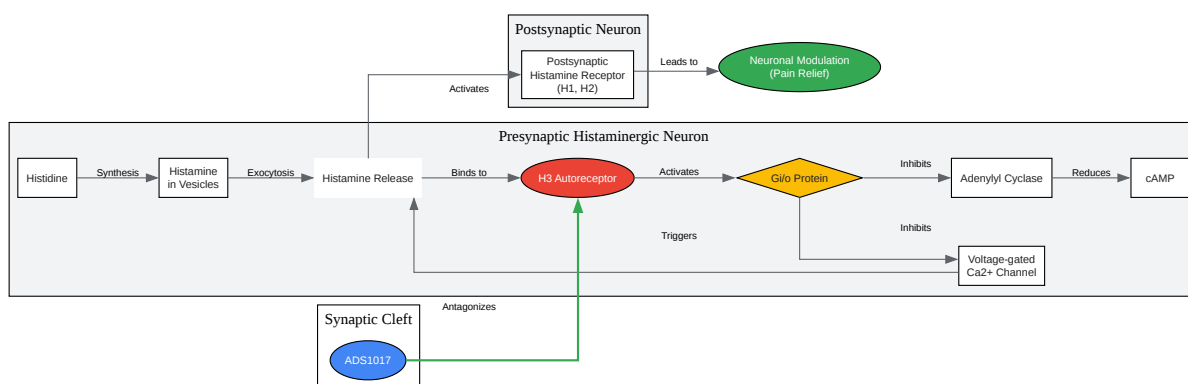 Postsynaptic Neuron
Postsynaptic
Histamine Receptor
(H1, H2)
Leads to
Neuronal Modulation
(Pain Relief)
Activates
Presynaptic Histaminergic Neuron
Histidine
Synthesis
Histamine
in Vesicles
Exocytosis
Histamine Release
Binds to
H3 Autoreceptor
Activates
Gi/o Protein
Inhibits
Adenylyl Cyclase
Reduces
cAMP
Triggers
Inhibits
Voltage-gated
Ca2+ Channel
Antagonizes
Synaptic Cleft
ADS1017